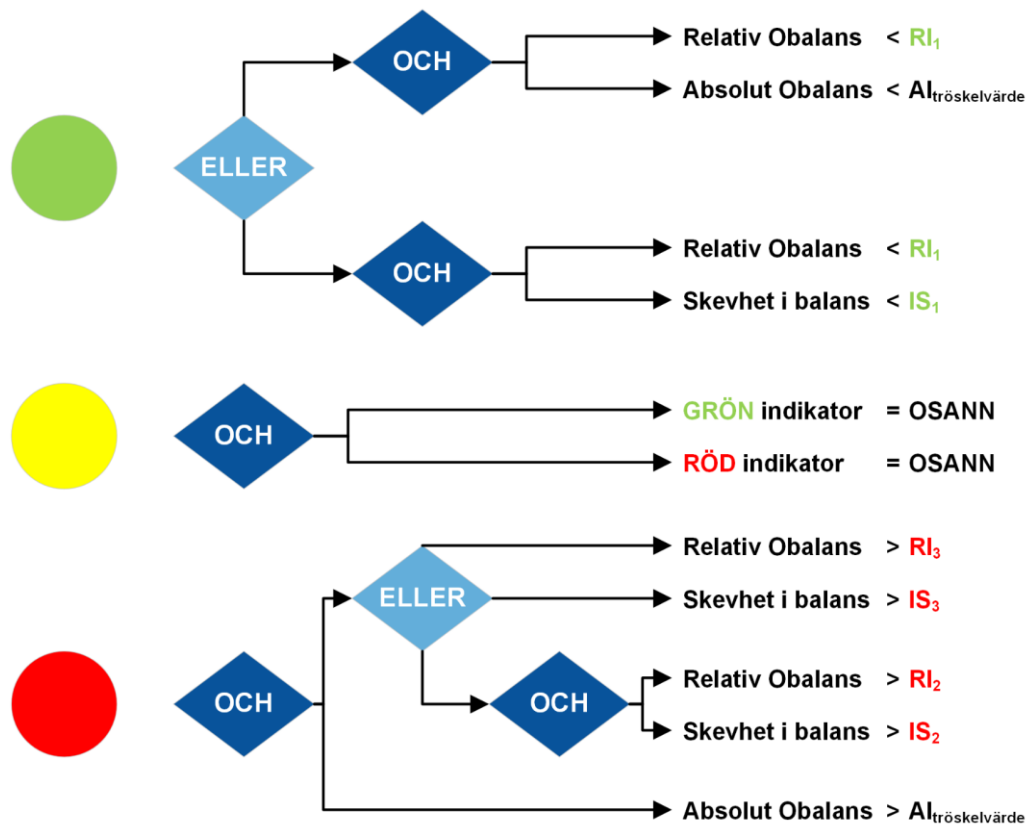 OCH
Relativ Obalans < RI₁
Absolut Obalans < AItröskelvärde
ELLER
OCH
Relativ Obalans < RI₁
Skevhet i balans < IS₁
OCH
GRÖN indikator = OSANN
RÖD indikator = OSANN
ELLER
Relativ Obalans > RI₃
Skevhet i balans > IS₃
OCH
OCH
Relativ Obalans > RI₂
Skevhet i balans > IS₂
Absolut Obalans > AItröskelvärde